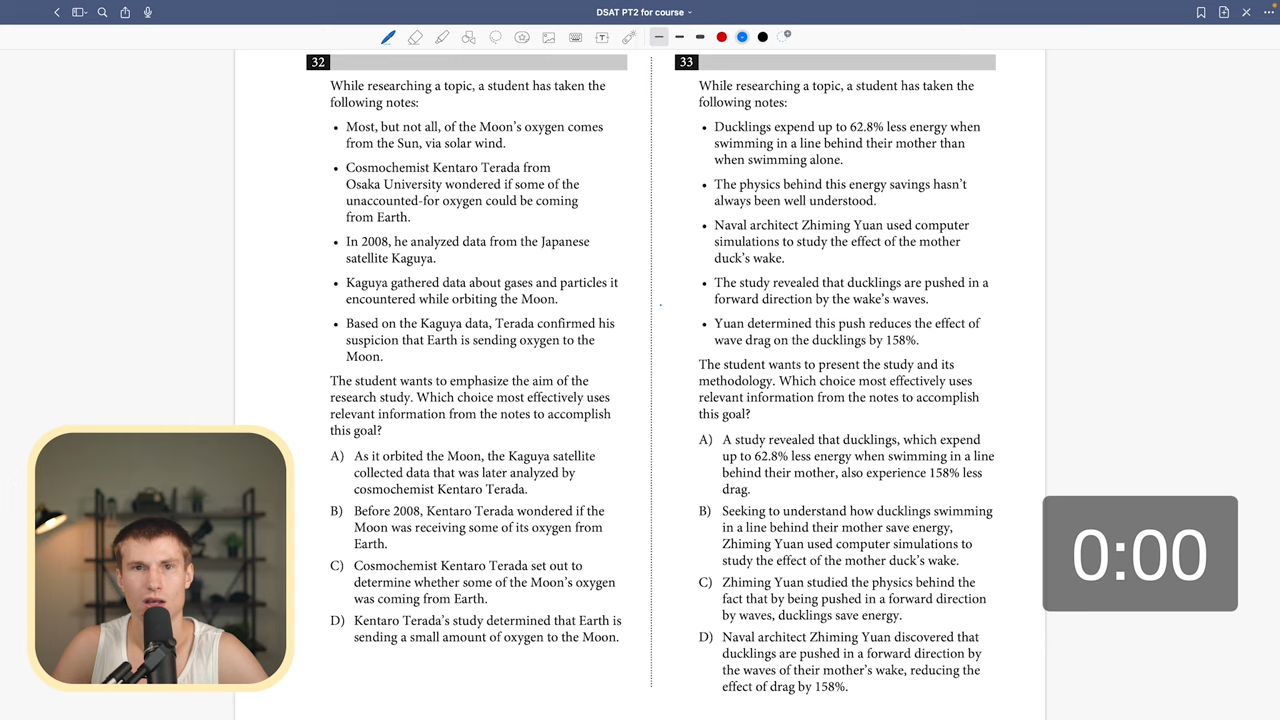 DSAT PT2 for course
32
While researching a topic, a student has taken the
following notes:
• Most, but not all, of the Moon's oxygen comes
from the Sun, via solar wind.
• Cosmochemist Kentaro Terada from
Osaka University wondered if some of the
unaccounted-for oxygen could be coming
from Earth.
• In 2008, he analyzed data from the Japanese
satellite Kaguya.
• Kaguya gathered data about gases and particles it
encountered while orbiting the Moon.
• Based on the Kaguya data, Terada confirmed his
suspicion that Earth is sending oxygen to the
Moon.
The student wants to emphasize the aim of the
research study. Which choice most effectively uses
relevant information from the notes to accomplish
this goal?
A) As it orbited the Moon, the Kaguya satellite
collected data that was later analyzed by
cosmochemist Kentaro Terada.
B) Before 2008, Kentaro Terada wondered if the
Moon was receiving some of its oxygen from
Earth.
C) Cosmochemist Kentaro Terada set out to
determine whether some of the Moon's oxygen
was coming from Earth.
D) Kentaro Terada's study determined that Earth is
sending a small amount of oxygen to the Moon.
33
While researching a topic, a student has taken the
following notes:
• Ducklings expend up to 62.8% less energy when
swimming in a line behind their mother than
when swimming alone.
• The physics behind this energy savings hasn't
always been well understood.
• Naval architect Zhiming Yuan used computer
simulations to study the effect of the mother
duck's wake.
• The study revealed that ducklings are pushed in a
forward direction by the wake's waves.
• Yuan determined this push reduces the effect of
wave drag on the ducklings by 158%.
The student wants to present the study and its
methodology. Which choice most effectively uses
relevant information from the notes to accomplish
this goal?
A) A study revealed that ducklings, which expend
up to 62.8% less energy when swimming in a line
behind their mother, also experience 158% less
drag.
B) Seeking to understand how ducklings swimming
in a line behind their mother save energy,
Zhiming Yuan used computer simulations to
study the effect of the mother duck's wake.
C) Zhiming Yuan studied the physics behind the
fact that by being pushed in a forward direction
by waves, ducklings save energy.
D) Naval architect Zhiming Yuan discovered that
ducklings are pushed in a forward direction by
the waves of their mother's wake, reducing the
effect of drag by 158%.
0:00